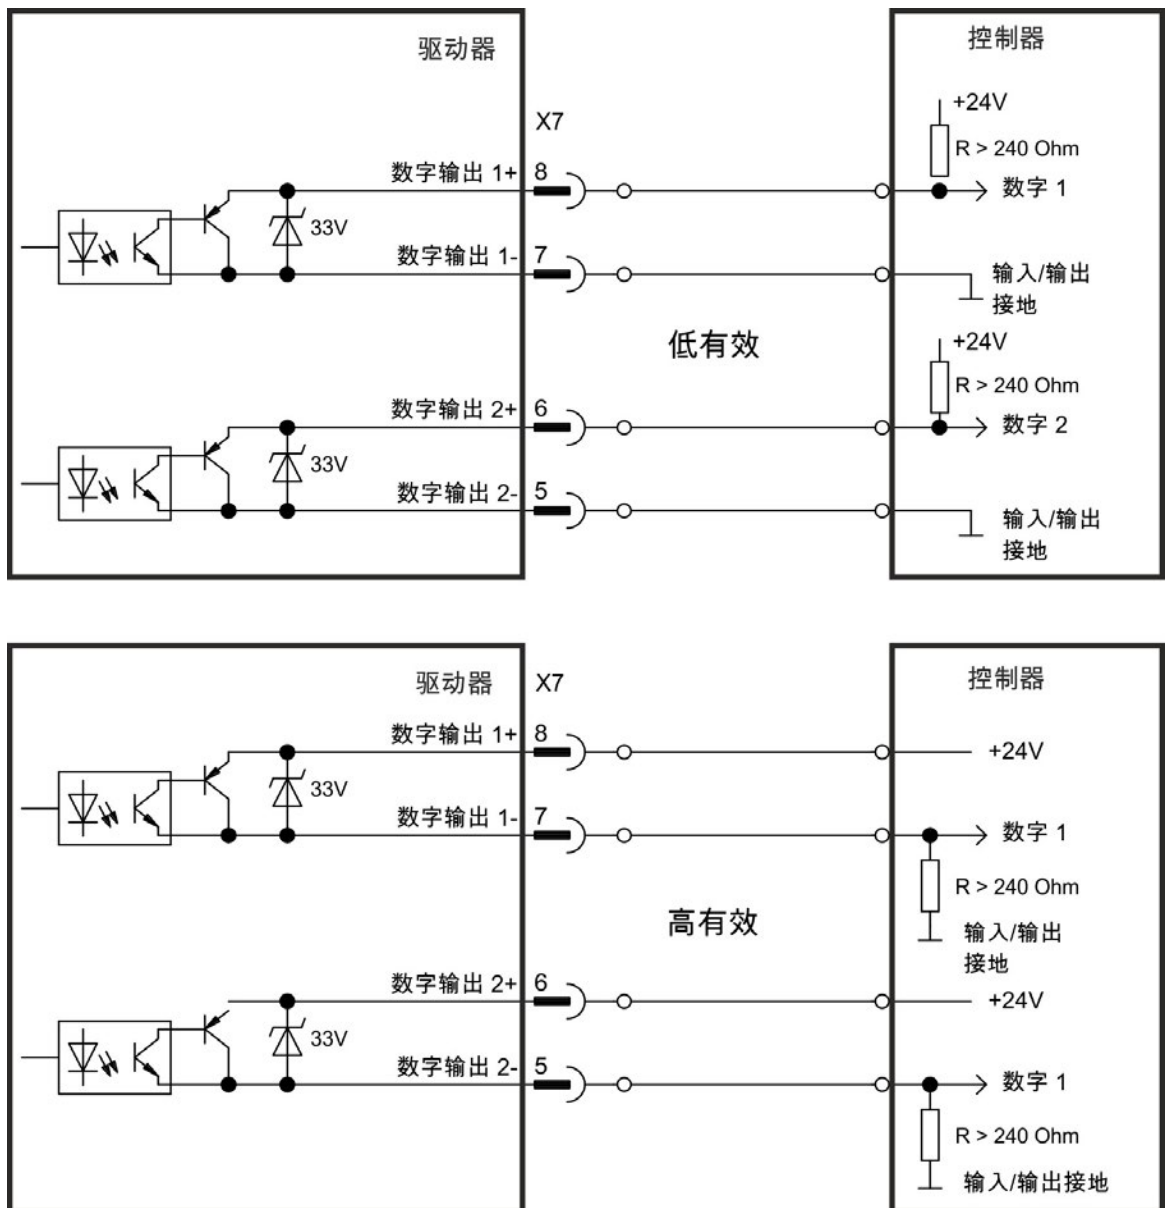 驱动器
控制器
X7
+24V
R > 240 Ohm
数字输出 1+ 8
数字 1
33V
数字输出 1- 7
输入/输出
接地
低有效
+24V
R > 240 Ohm
数字输出 2+ 6
数字 2
33V
数字输出 2- 5
输入/输出
接地
驱动器
X7
控制器
数字输出 1+ 8
+24V
33V
数字输出 1- 7
数字 1
R > 240 Ohm
高有效
输入/输出
接地
数字输出 2+ 6
+24V
33V
数字输出 2- 5
数字 1
R > 240 Ohm
输入/输出接地